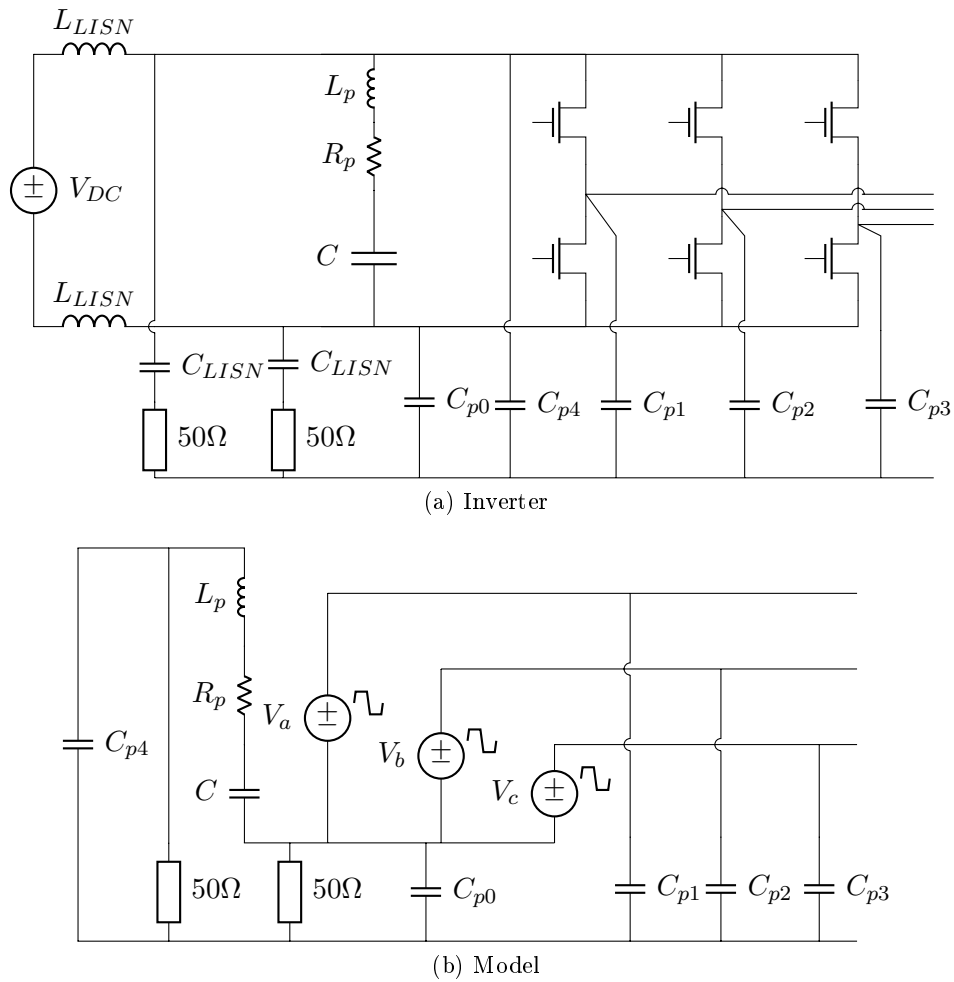 L_LISN
L_p
R_p
V_DC
C
L_LISN
C_LISN C_LISN
C_p0 C_p4 C_p1 C_p2 C_p3
50Ω 50Ω
(a) Inverter
L_p
R_p V_a
C_p4 V_b
C V_c
50Ω 50Ω C_p0 C_p1 C_p2 C_p3
(b) Model